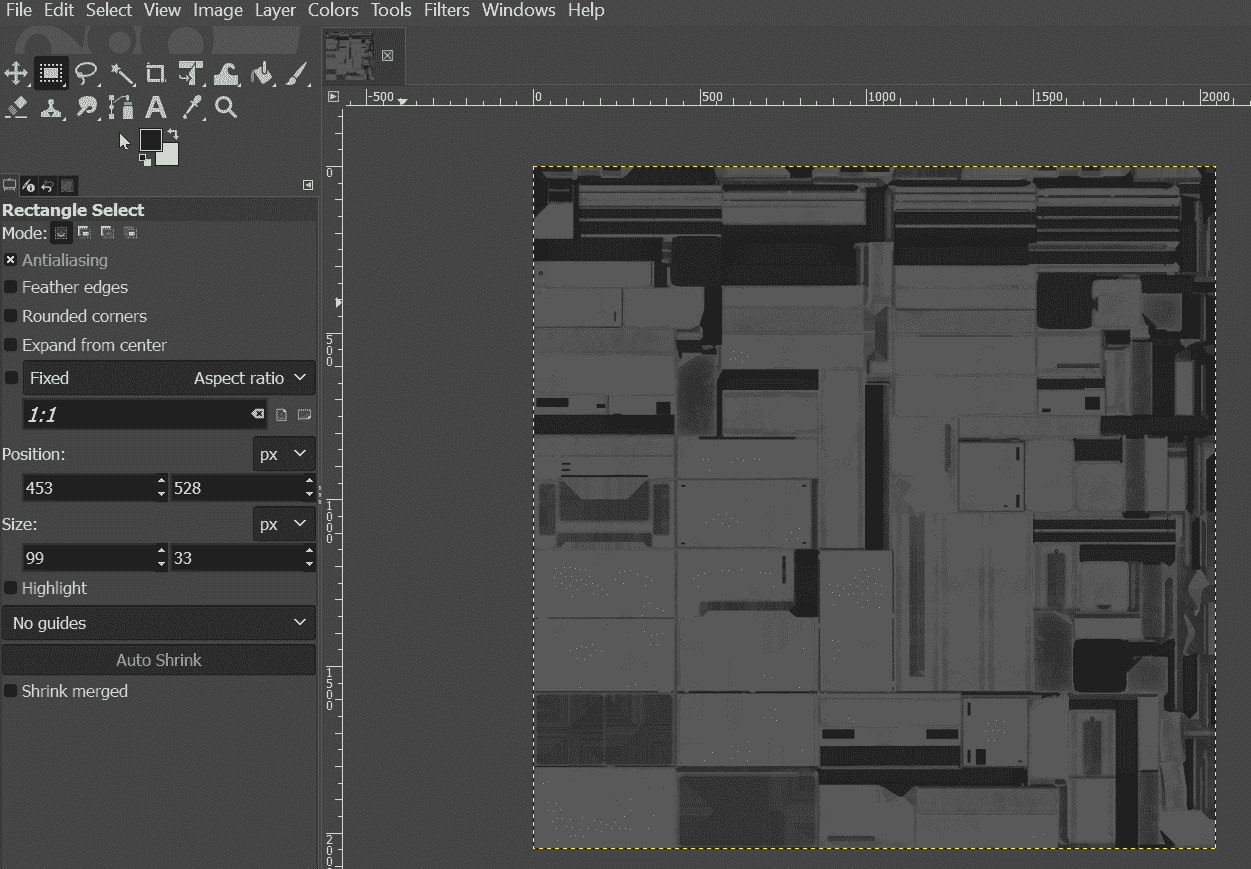 File Edit Select View Image Layer Colors Tools Filters Windows Help
-500 0 500 1000 1500 2000
Rectangle Select
Mode:
Antialiasing
Feather edges
Rounded corners
Expand from center
Fixed Aspect ratio
1:1
Position: px
453 528
Size: px
99 33
Highlight
No guides
Auto Shrink
Shrink merged
0
500
1000
1500
200